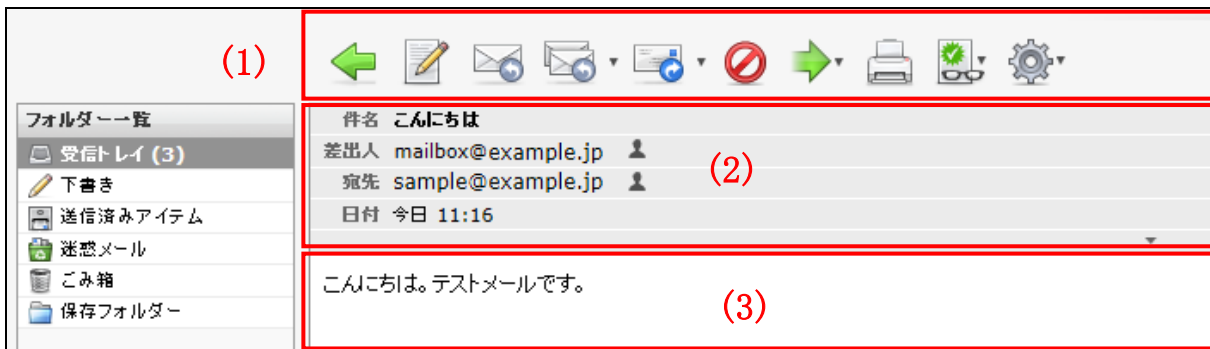 (1)
フォルダー一覧
受信トレイ (3)
下書き
送信済みアイテム
迷惑メール
ごみ箱
保存フォルダー
件名 こんにちは
差出人 mailbox@example.jp
宛先 sample@example.jp
日付 今日 11:16
(2)
こんにちは。テストメールです。
(3)